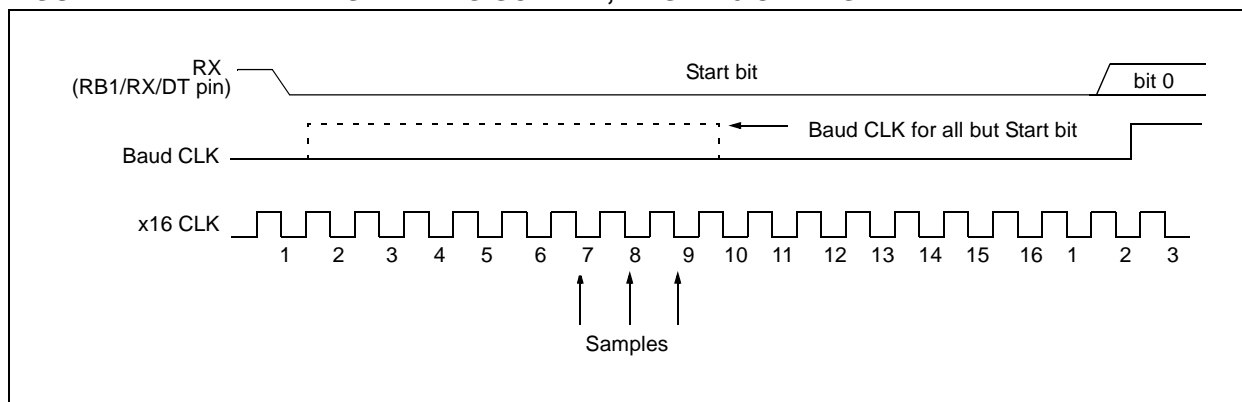 RX
(RB1/RX/DT pin)
Start bit
bit 0
Baud CLK for all but Start bit
Baud CLK
x16 CLK
1 2 3 4 5 6 7 8 9 10 11 12 13 14 15 16 1 2 3
Samples